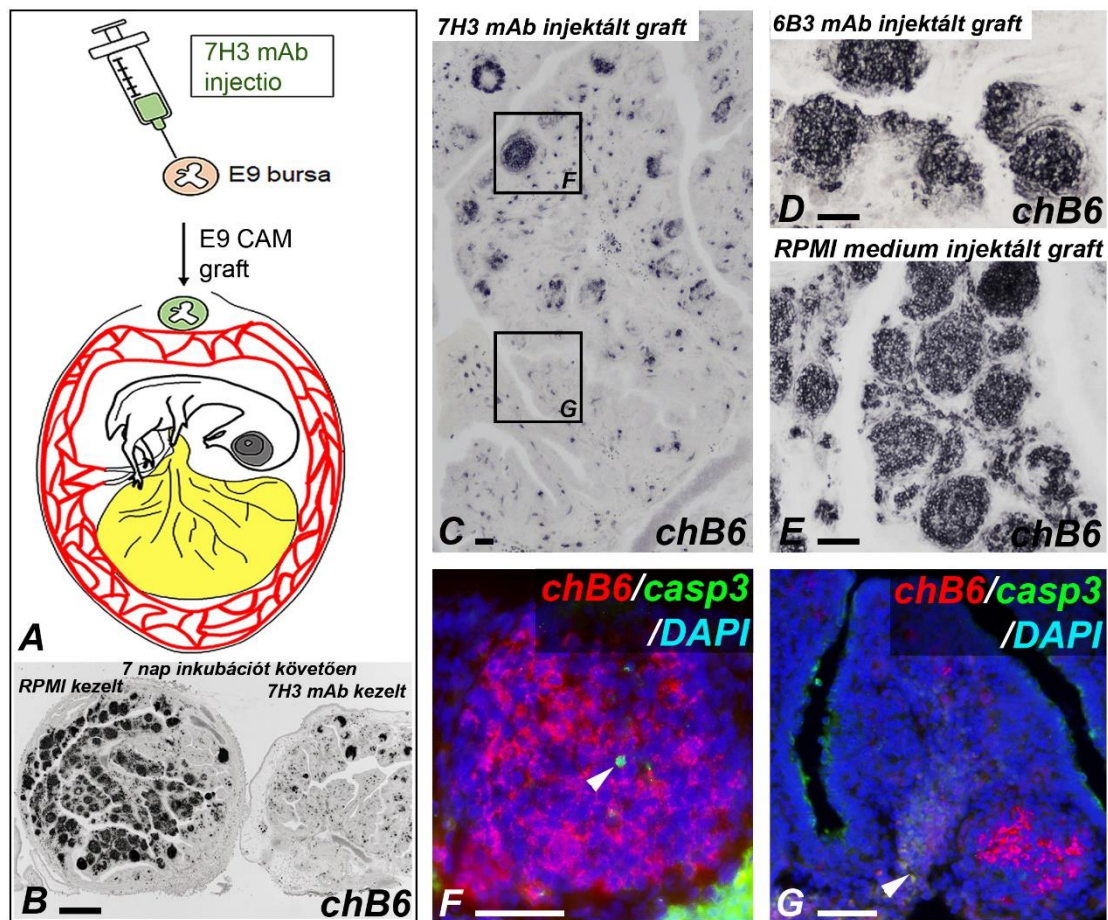 7H3 mAb
injectio
E9 bursa
E9 CAM
graft
A
7 nap inkubációt követően
RPMI kezelt
7H3 mAb kezelt
B
chB6
7H3 mAb injektált graft
F
G
C
chB6
6B3 mAb injektált graft
D
chB6
RPMI medium injektált graft
E
chB6
chB6/casp3
/DAPI
F
chB6/casp3
/DAPI
G